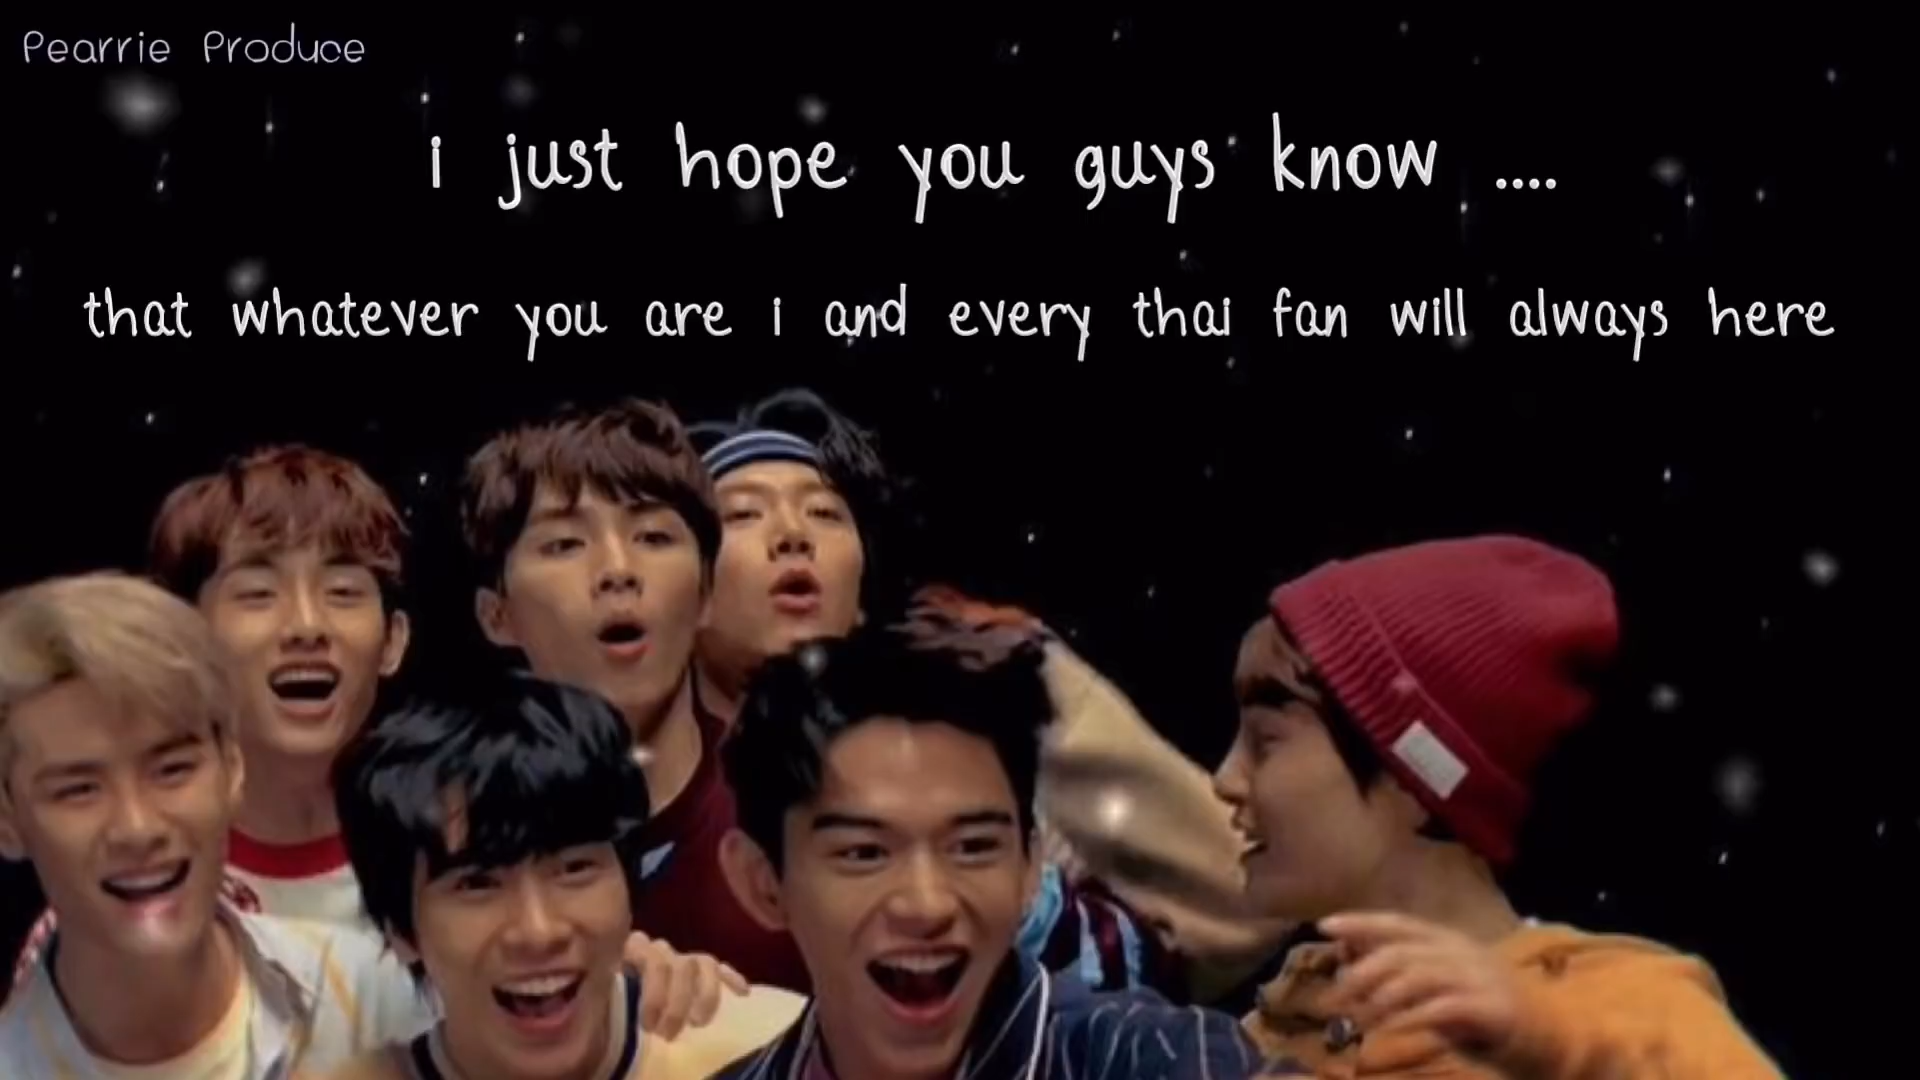 Pearrie Produce
i just hope you guys know ....
that whatever you are i and every thai fan will always here